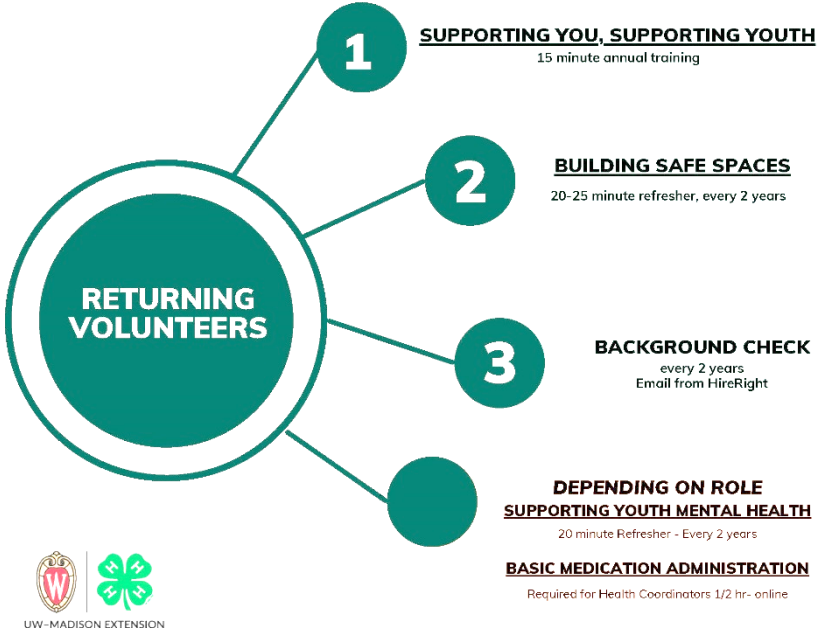 1
SUPPORTING YOU, SUPPORTING YOUTH
15 minute annual training
2
BUILDING SAFE SPACES
20-25 minute refresher, every 2 years
RETURNING
VOLUNTEERS
3
BACKGROUND CHECK
every 2 years
Email from HireRight
DEPENDING ON ROLE
SUPPORTING YOUTH MENTAL HEALTH
20 minute Refresher - Every 2 years
BASIC MEDICATION ADMINISTRATION
Required for Health Coordinators 1/2 hr- online
W
H H
H H
UW-MADISON EXTENSION